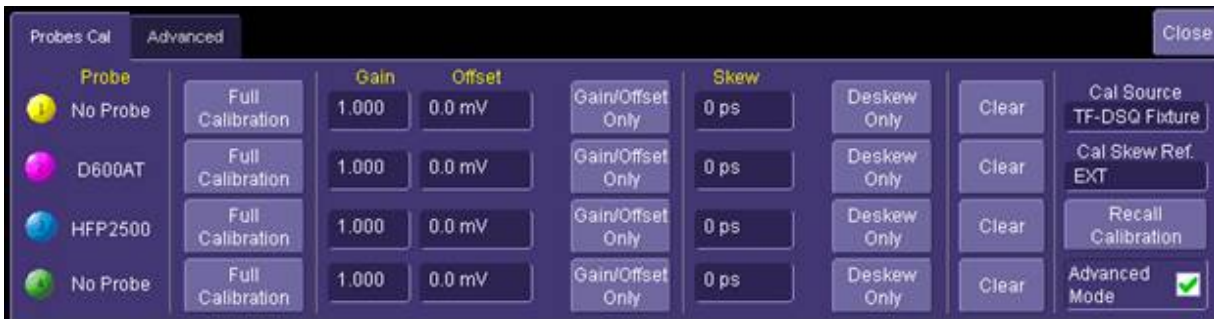 Probes Cal Advanced Close
Probe Gain Offset Skew
1 No Probe Full Calibration 1.000 0.0 mV Gain/Offset Only 0 ps Deskew Only Clear Cal Source TF-DSQ Fixture
D600AT Full Calibration 1.000 0.0 mV Gain/Offset Only 0 ps Deskew Only Clear Cal Skew Ref. EXT
HFP2500 Full Calibration 1.000 0.0 mV Gain/Offset Only 0 ps Deskew Only Clear Recall Calibration
No Probe Full Calibration 1.000 0.0 mV Gain/Offset Only 0 ps Deskew Only Clear Advanced Mode